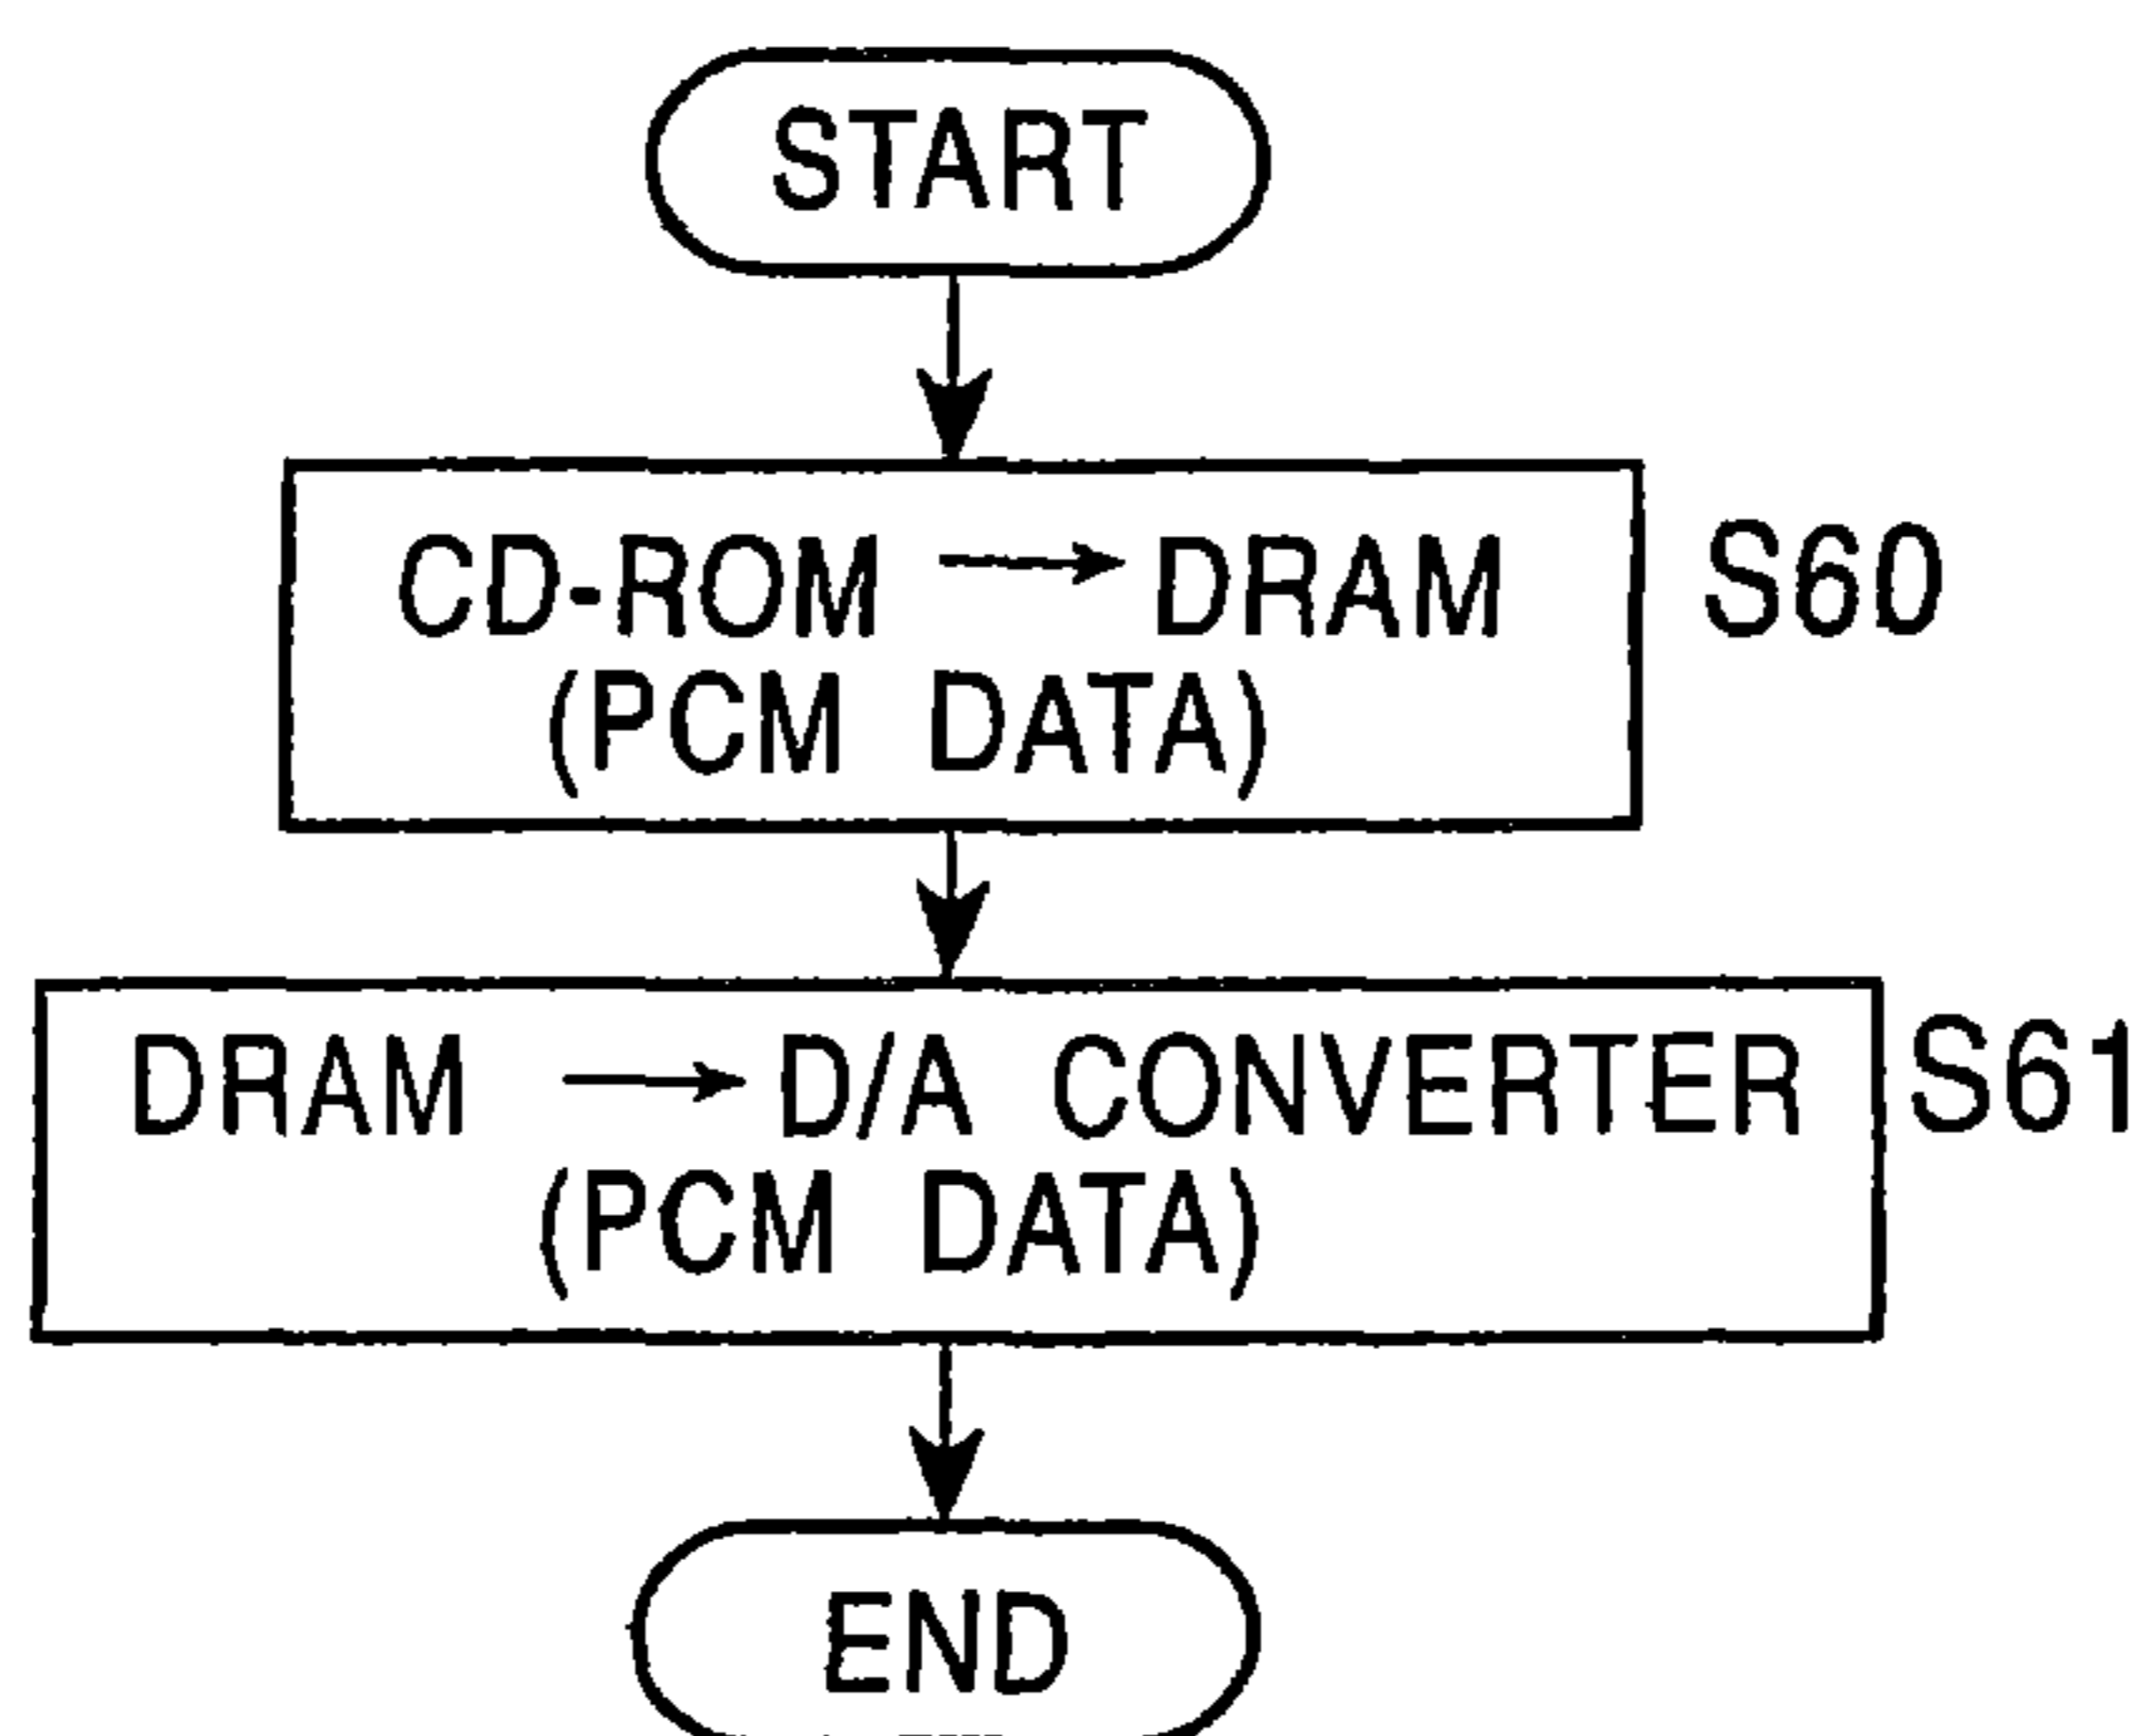 START
CD-ROM → DRAM S60
(PCM DATA)
DRAM → D/A CONVERTER S61
(PCM DATA)
END